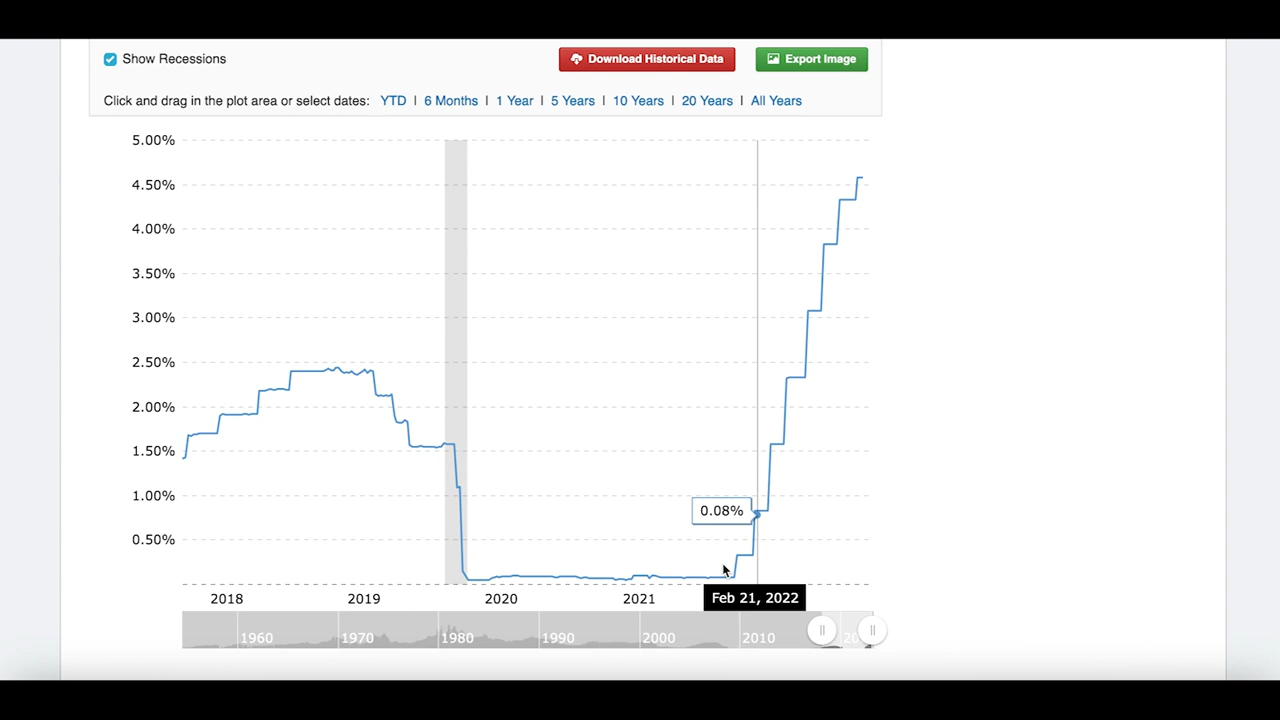 Show Recessions
Download Historical Data
Export Image
Click and drag in the plot area or select dates: YTD | 6 Months | 1 Year | 5 Years | 10 Years | 20 Years | All Years
5.00%
4.50%
4.00%
3.50%
3.00%
2.50%
2.00%
1.50%
1.00%
0.50%
0.08%
2018 2019 2020 2021 Feb 21, 2022
1960 1970 1980 1990 2000 2010